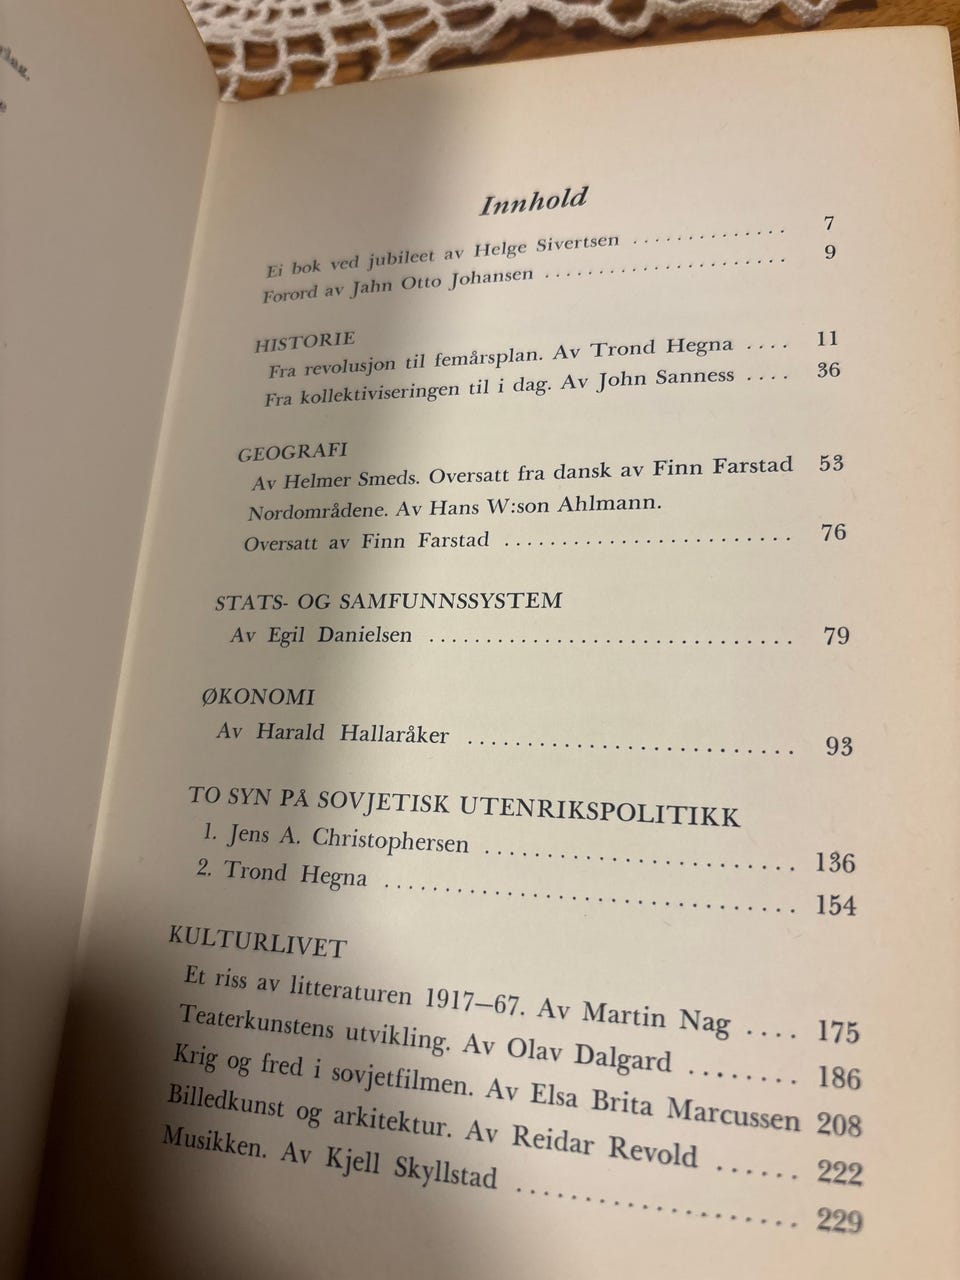 Innhold
Ei bok ved jubileet av Helge Sivertsen . . . . . . . . . . . . . 7
Forord av Jahn Otto Johansen . . . . . . . . . . . . . . . . . . . . . 9
HISTORIE
Fra revolusjon til femårsplan. Av Trond Hegna . . . . 11
Fra kollektiviseringen til i dag. Av John Sanness . . . . 36
GEOGRAFI
Av Helmer Smeds. Oversatt fra dansk av Finn Farstad 53
Nordområdene. Av Hans W:son Ahlmann.
Oversatt av Finn Farstad . . . . . . . . . . . . . . . . . . . . . . . . 76
STATS- OG SAMFUNNSSYSTEM
Av Egil Danielsen . . . . . . . . . . . . . . . . . . . . . . . . . . . . . . 79
ØKONOMI
Av Harald Hallaråker . . . . . . . . . . . . . . . . . . . . . . . . . . . 93
TO SYN PÅ SOVJETISK UTENRIKSPOLITIKK
1. Jens A. Christophersen . . . . . . . . . . . . . . . . . . . . . . . . . 136
2. Trond Hegna . . . . . . . . . . . . . . . . . . . . . . . . . . . . . . . . . . 154
KULTURLIVET
Et riss av litteraturen 1917—67. Av Martin Nag . . . . 175
Teaterkunstens utvikling. Av Olav Dalgard . . . . . . . . 186
Krig og fred i sovjetfilmen. Av Elsa Brita Marcussen 208
Billedkunst og arkitektur. Av Reidar Revold . . . . . . 222
Musikken. Av Kjell Skyllstad . . . . . . . . . . . . . . . . . . . . 229